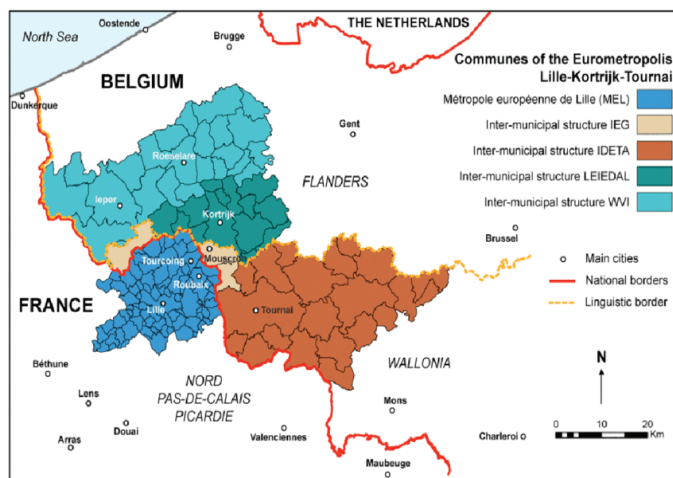 THE NETHERLANDS
Oostende
North Sea
Brugge
BELGIUM
Dunkerque
Gent
Roeselare
FLANDERS
Ieper
Kortrijk
Mouscron
Tourcoing
Roubaix
FRANCE
Lille
Tournai
Brussel
Béthune
WALLONIA
NORD
PAS-DE-CALAIS
PICARDIE
Lens
Mons
Douai
Arras
Valenciennes
Charleroi
Maubeuge
Communes of the Eurometropolis
Lille-Kortrijk-Tournai
Métropole européenne de Lille (MEL)
Inter-municipal structure IEG
Inter-municipal structure IDETA
Inter-municipal structure LEIEDAL
Inter-municipal structure WVI
Main cities
National borders
Linguistic border
N
0 10 20
Km